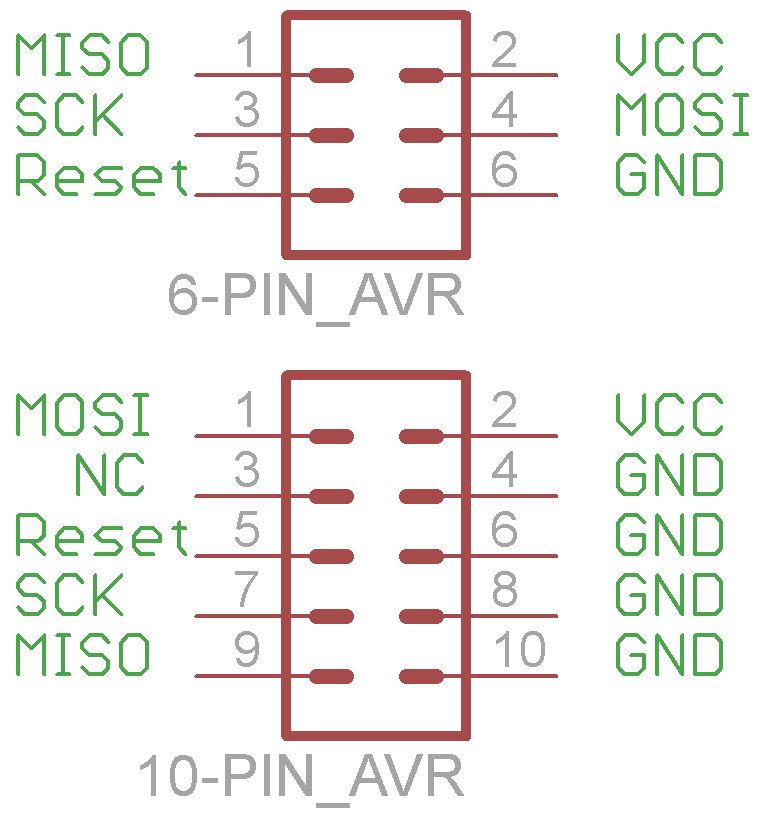 MISO 1 2 VCC
SCK 3 4 MOSI
Reset 5 6 GND
6-PIN_AVR
MOSI 1 2 VCC
NC 3 4 GND
Reset 5 6 GND
SCK 7 8 GND
MISO 9 10 GND
10-PIN_AVR